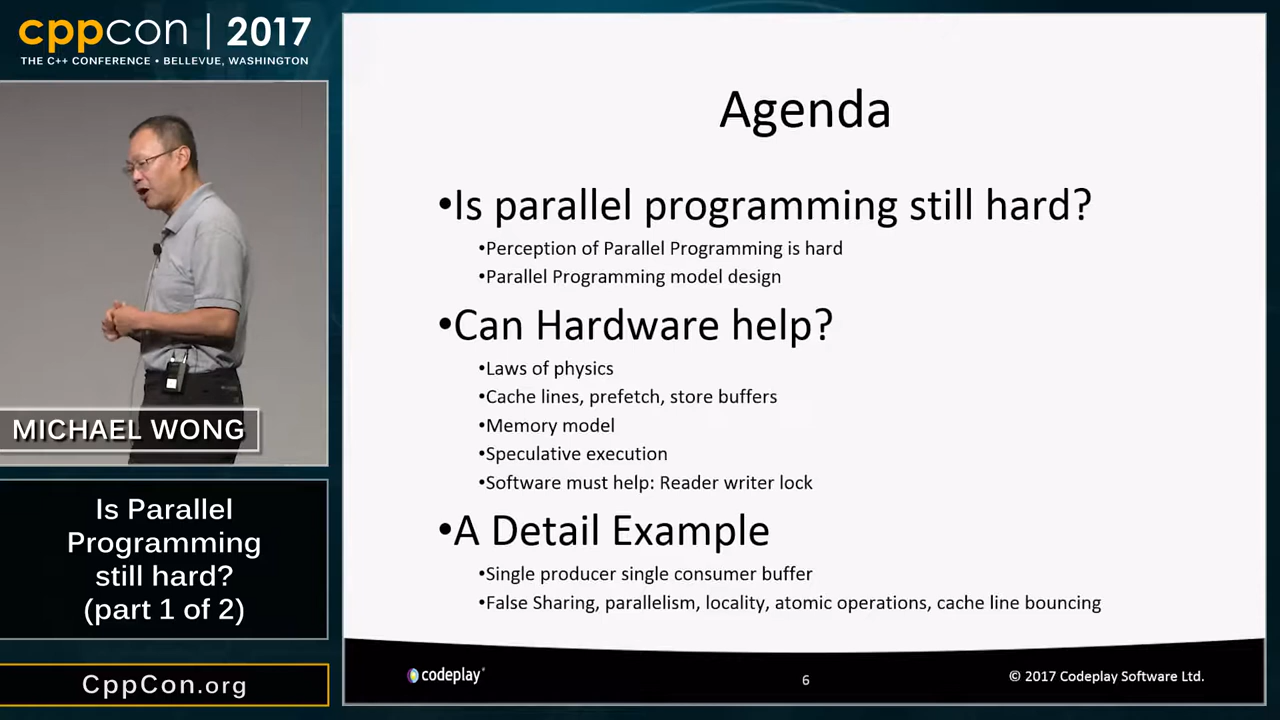 cppcon | 2017
THE C++ CONFERENCE • BELLEVUE, WASHINGTON
MICHAEL WONG
Is Parallel
Programming
still hard?
(part 1 of 2)
CppCon.org
Agenda
•Is parallel programming still hard?
•Perception of Parallel Programming is hard
•Parallel Programming model design
•Can Hardware help?
•Laws of physics
•Cache lines, prefetch, store buffers
•Memory model
•Speculative execution
•Software must help: Reader writer lock
•A Detail Example
•Single producer single consumer buffer
•False Sharing, parallelism, locality, atomic operations, cache line bouncing
codeplay®
6
© 2017 Codeplay Software Ltd.